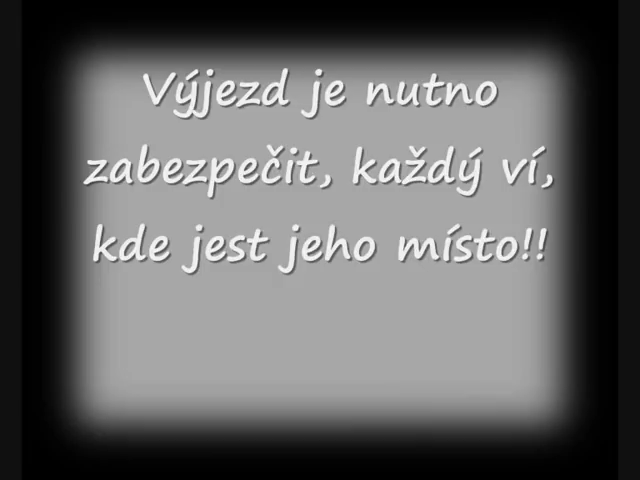 Výjezd je nutno
zabezpečit, každý ví,
kde jest jeho místo!!